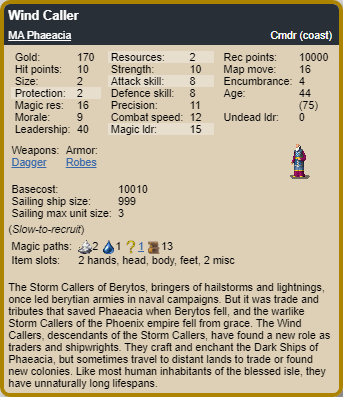 Wind Caller
MA Phaeacia Cmdr (coast)
Gold: 170 Resources: 2 Rec points: 10000
Hit points: 10 Strength: 10 Map move: 16
Size: 2 Attack skill: 8 Encumbrance: 4
Protection: 2 Defence skill: 8 Age: 44
Magic res: 16 Precision: 11 (75)
Morale: 9 Combat speed: 12 Undead ldr: 0
Leadership: 40 Magic ldr: 15
Weapons: Armor:
Dagger Robes
Basecost: 10010
Sailing ship size: 999
Sailing max unit size: 3
(Slow-to-recruit)
Magic paths: 2 1 ?1 13
Item slots: 2 hands, head, body, feet, 2 misc
The Storm Callers of Berytos, bringers of hailstorms and lightnings,
once led berytian armies in naval campaigns. But it was trade and
tributes that saved Phaeacia when Berytos fell, and the warlike
Storm Callers of the Phoenix empire fell from grace. The Wind
Callers, descendants of the Storm Callers, have found a new role as
traders and shipwrights. They craft and enchant the Dark Ships of
Phaeacia, but sometimes travel to distant lands to trade or found
new colonies. Like most human inhabitants of the blessed isle, they
have unnaturally long lifespans.